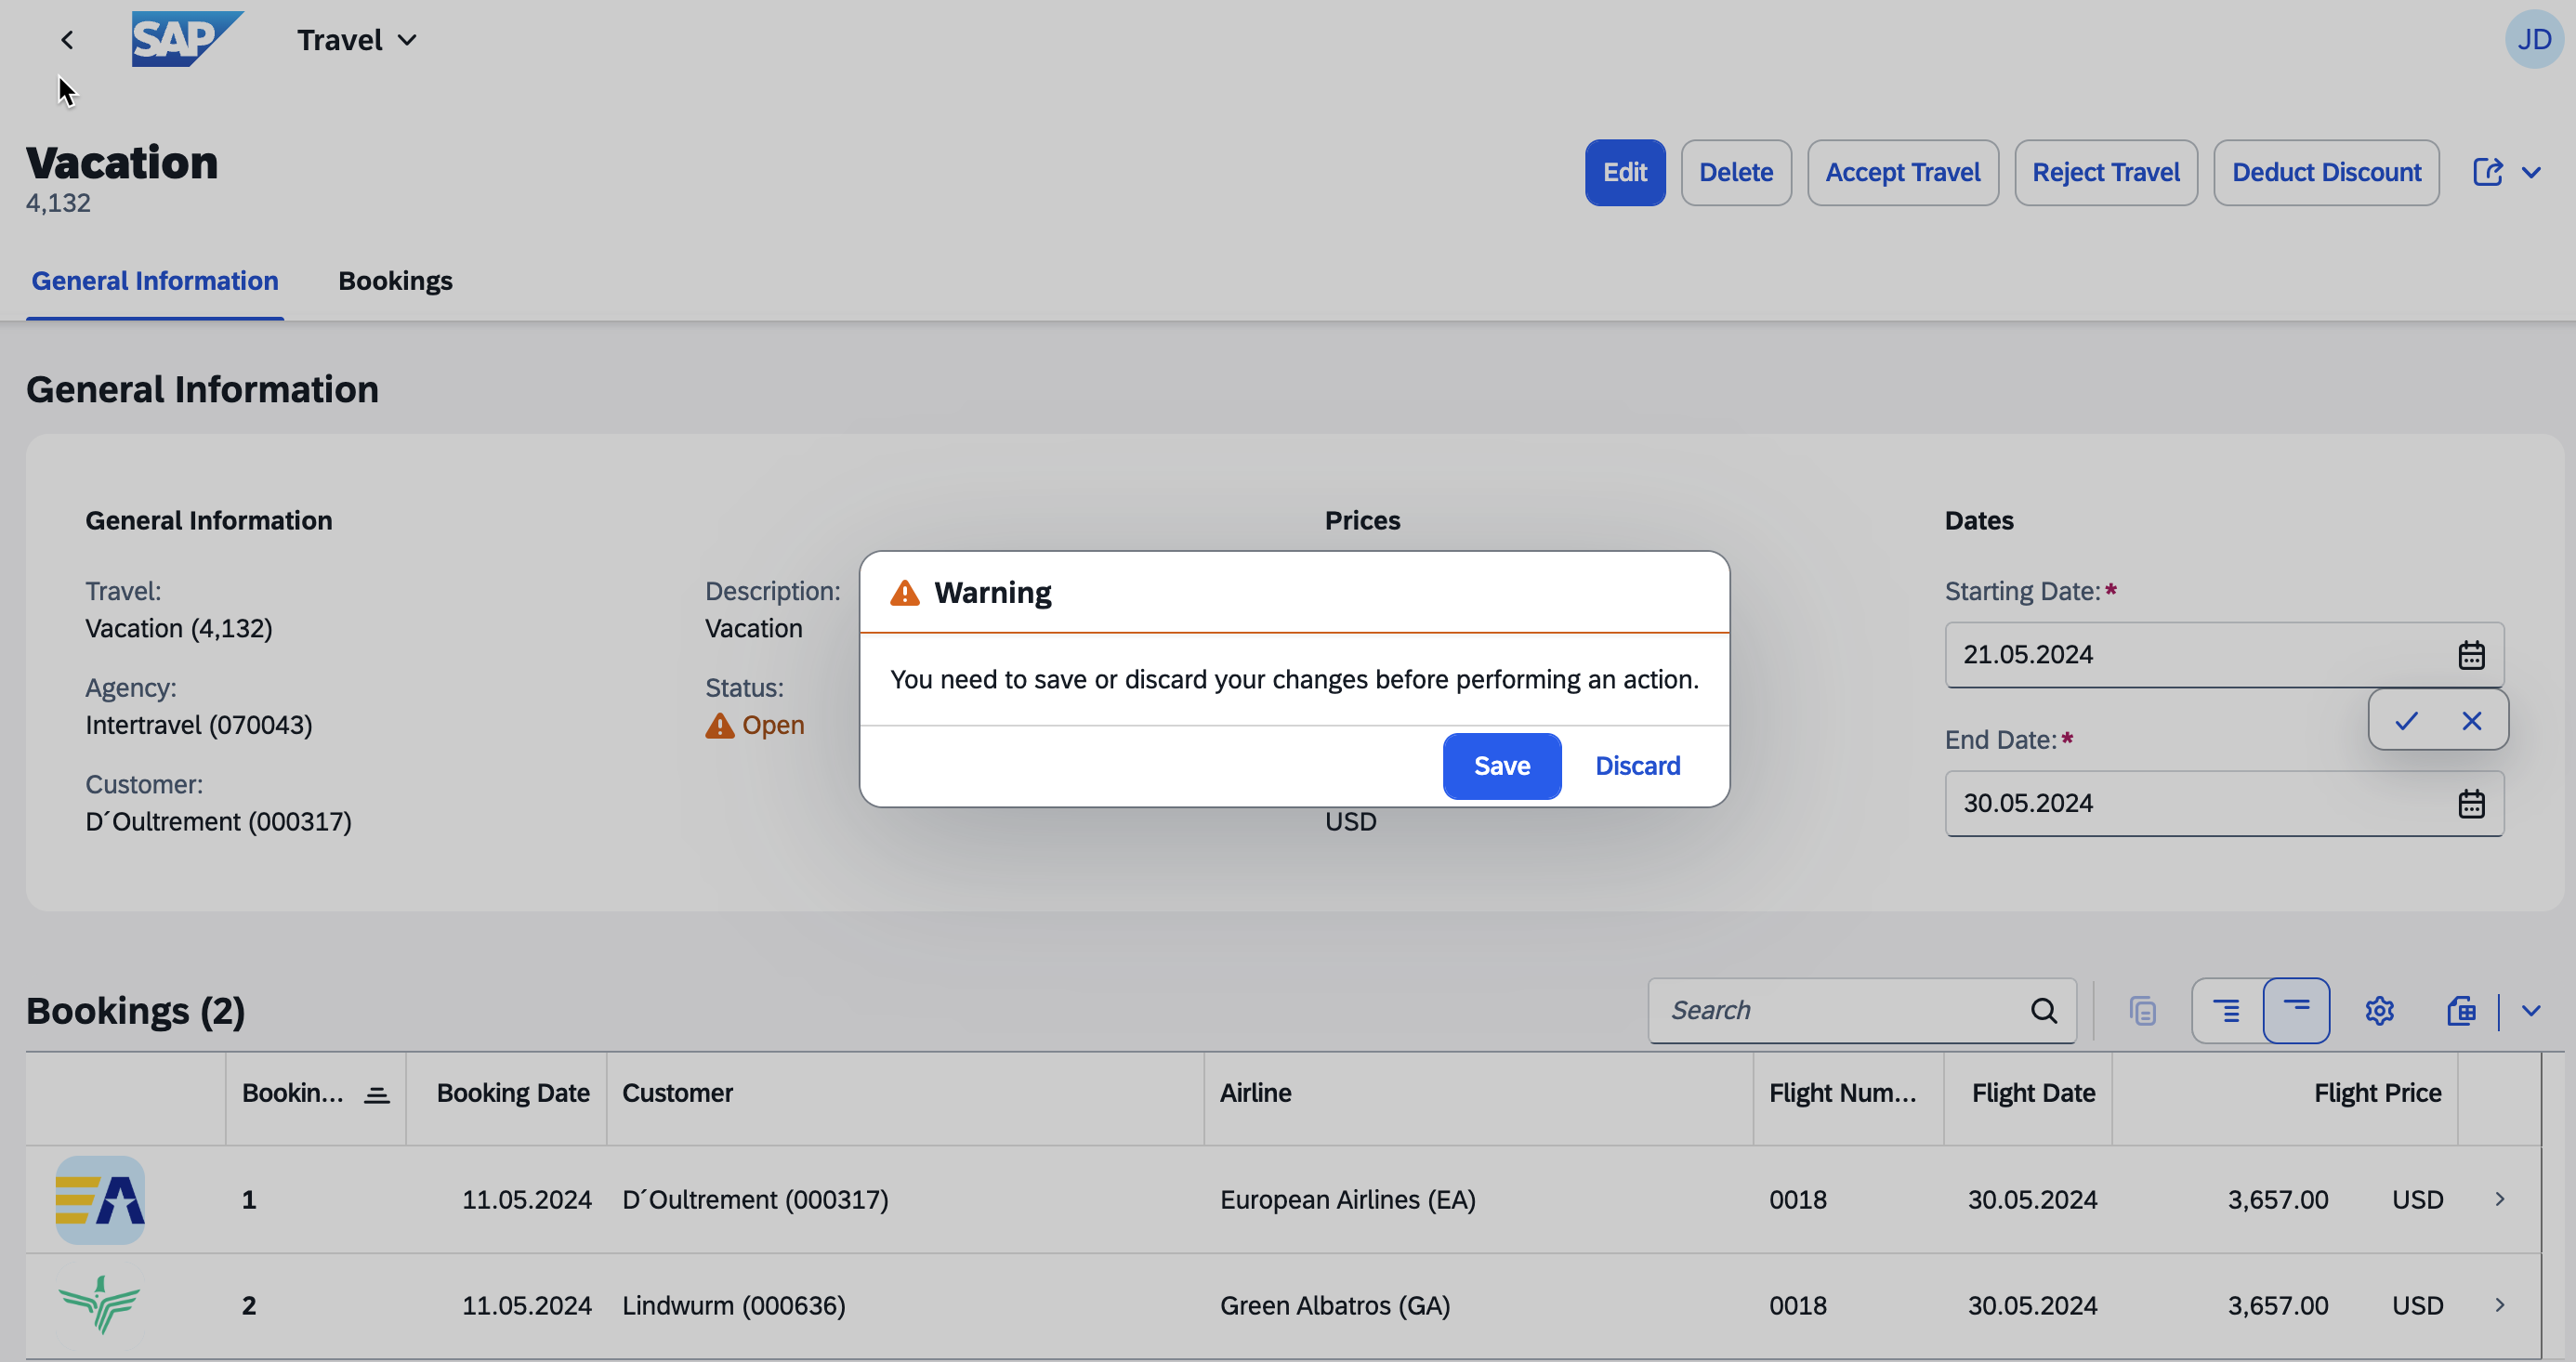 SAP
Travel
JD
Vacation
4,132
Edit
Delete
Accept Travel
Reject Travel
Deduct Discount
General Information
Bookings
General Information
General Information
Prices
Dates
Travel:
Vacation (4,132)
Description:
Vacation
Starting Date:*
21.05.2024
Agency:
Intertravel (070043)
Status:
Open
End Date:*
30.05.2024
Customer:
D´Oultrement (000317)
USD
Warning
You need to save or discard your changes before performing an action.
Save
Discard
Bookings (2)
Search
Bookin...
Booking Date
Customer
Airline
Flight Num...
Flight Date
Flight Price
1
11.05.2024
D´Oultrement (000317)
European Airlines (EA)
0018
30.05.2024
3,657.00
USD
2
11.05.2024
Lindwurm (000636)
Green Albatros (GA)
0018
30.05.2024
3,657.00
USD